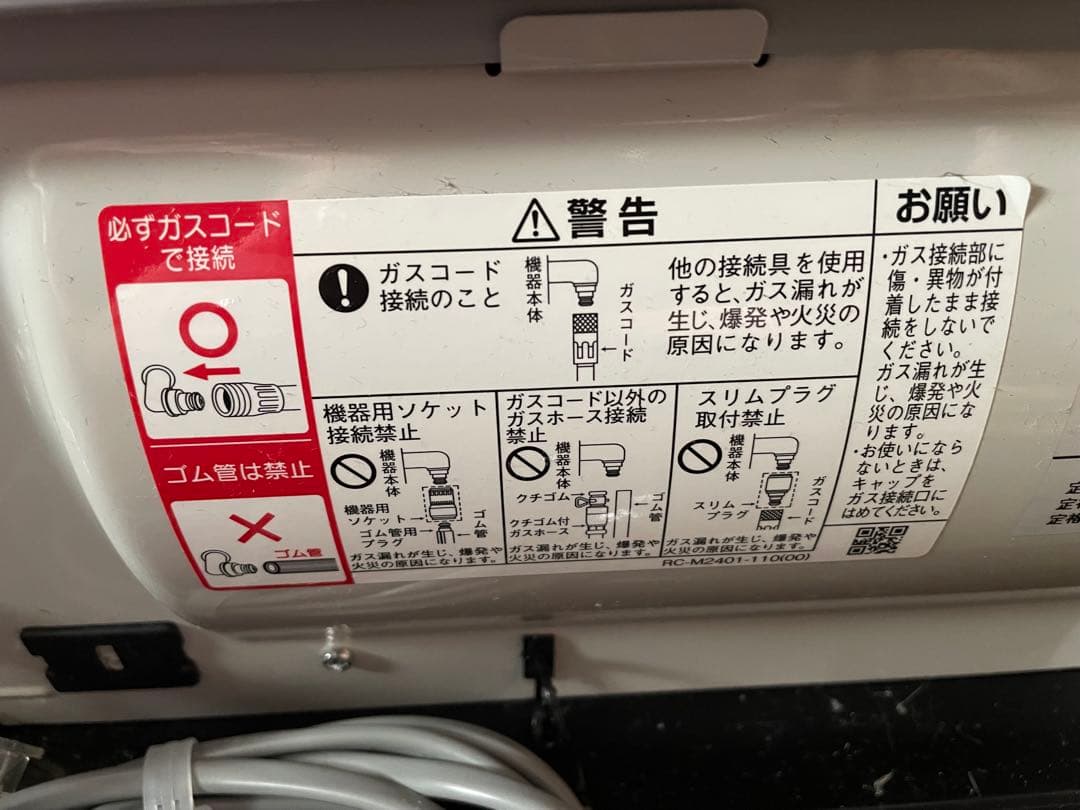 必ずガスコード
で接続
ゴム管は禁止
ゴム管
警告
ガスコード
接続のこと
機器本体
ガスコード
他の接続具を使用
すると、ガス漏れが
生じ、爆発や火災の
原因になります。
機器用ソケット
接続禁止
機器本体
機器用
ソケット
ゴム管用
プラグ
ゴム管
ガス漏れが生じ、爆発や
火災の原因になります。
ガスコード以外の
ガスホース接続
禁止
機器本体
クチゴム
クチゴム付
ガスホース
ゴム管
ガス漏れが生じ、爆発や
火災の原因になります。
スリムプラグ
取付禁止
機器本体
スリム
プラグ
ガスコード
ガス漏れが生じ、爆発や
火災の原因になります。
RC-M2401-110(00)
お願い
・ガス接続部に
傷・異物が付
着したまま接
続をしないで
ください。
ガス漏れが生
じ、爆発や火
災の原因にな
ります。
・お使いになら
ないときは、
キャップを
ガス接続口に
はめてください。
定格